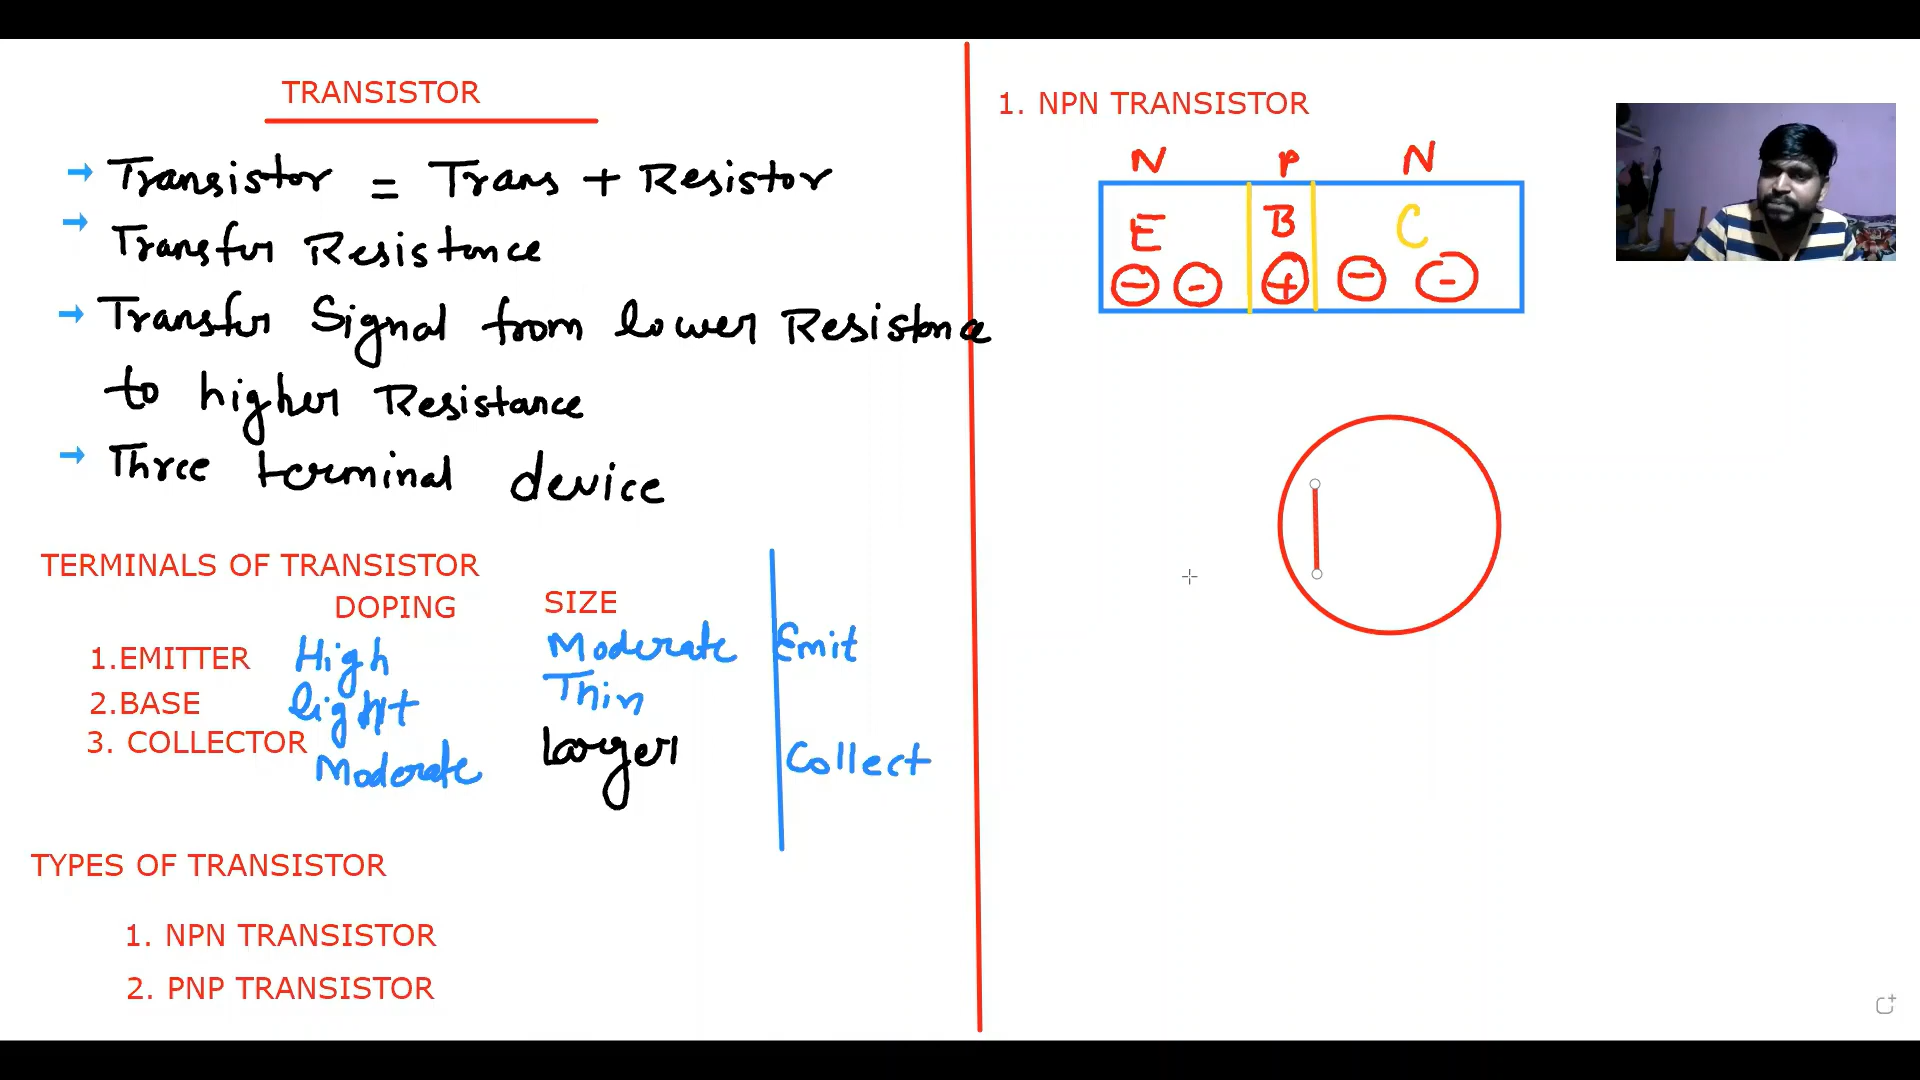 TRANSISTOR
→ Transistor = Trans + Resistor
→ Transfer Resistance
→ Transfer Signal from lower Resistance
to higher Resistance
→ Three terminal device
TERMINALS OF TRANSISTOR
DOPING SIZE
1.EMITTER High Moderate Emit
2.BASE light Thin
3. COLLECTOR Moderate Larger Collect
TYPES OF TRANSISTOR
1. NPN TRANSISTOR
2. PNP TRANSISTOR
1. NPN TRANSISTOR
N P N
E B C
- - + - -